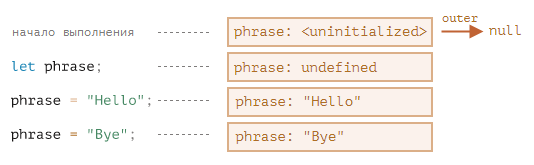 начало выполнения --------- phrase: <uninitialized> outer null
let phrase; --------- phrase: undefined
phrase = "Hello"; --------- phrase: "Hello"
phrase = "Bye"; --------- phrase: "Bye"